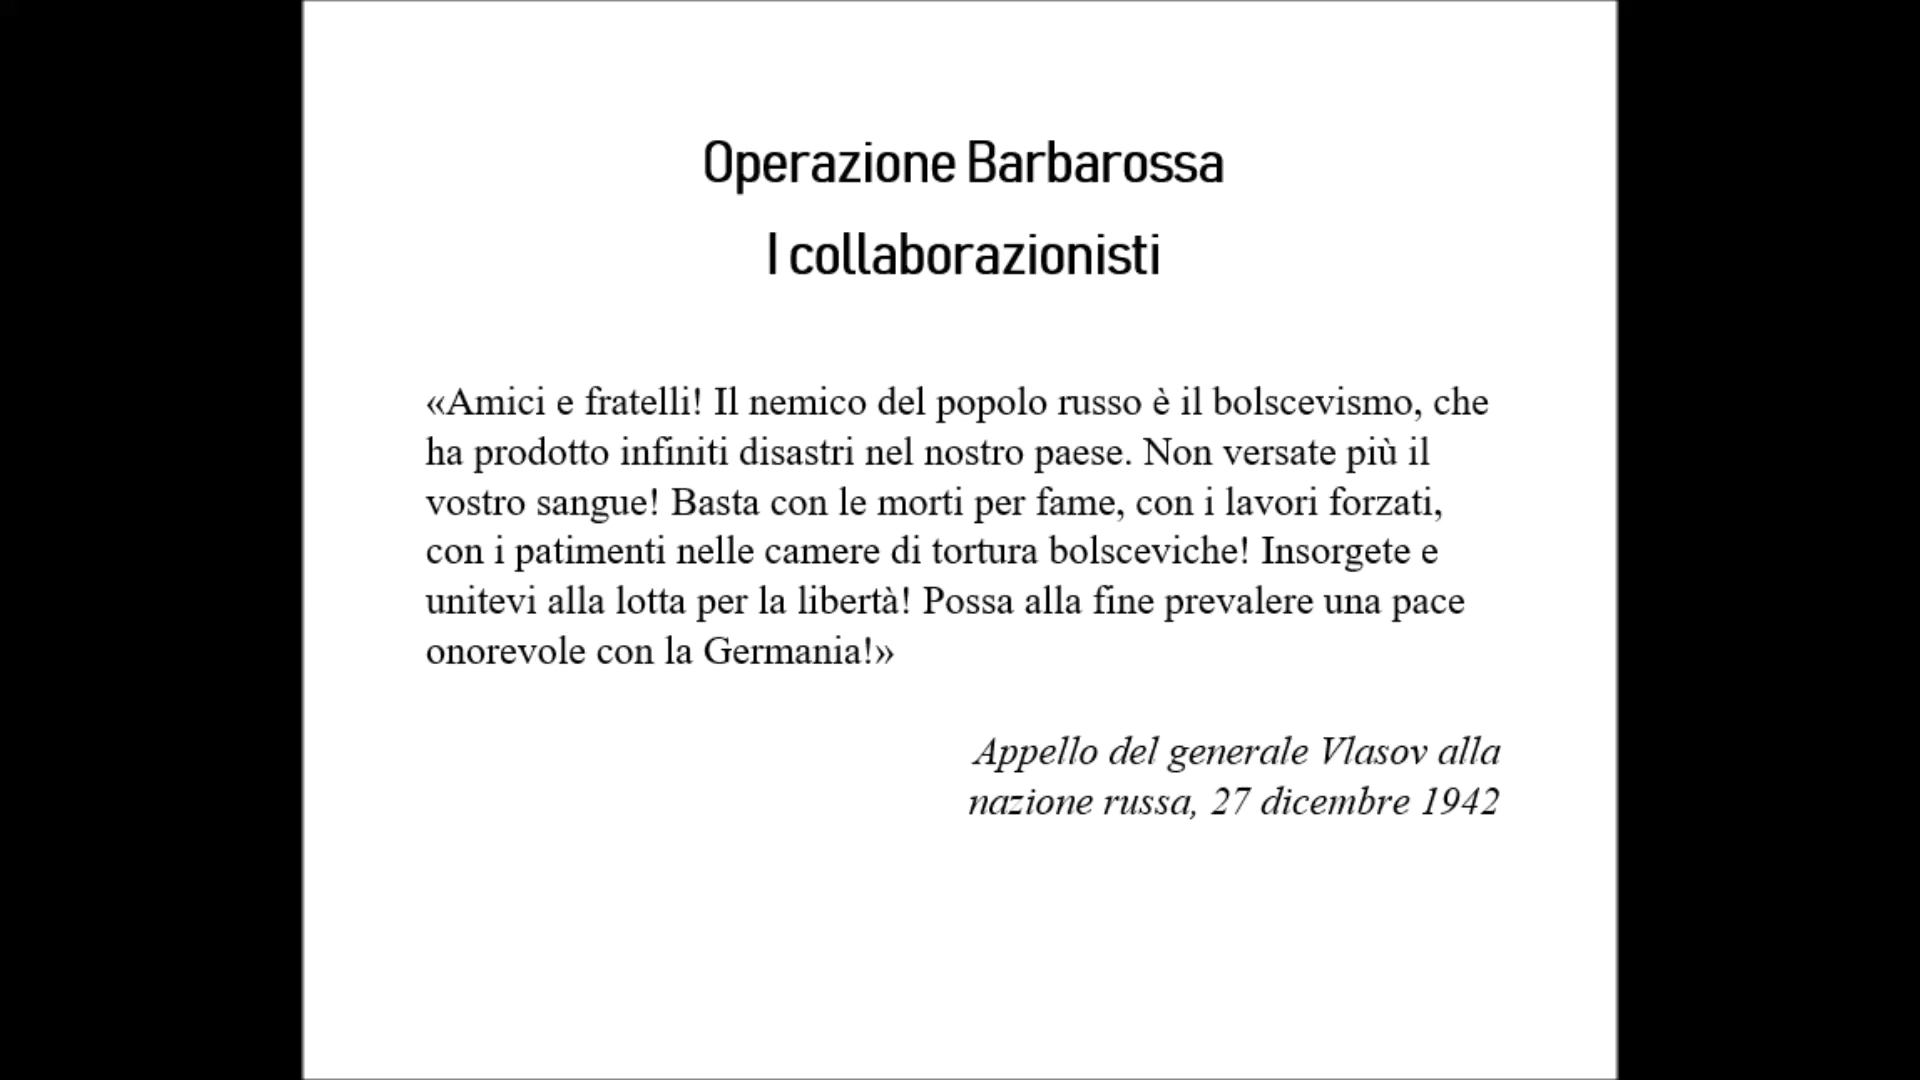 Operazione Barbarossa
I collaborazionisti
«Amici e fratelli! Il nemico del popolo russo è il bolscevismo, che
ha prodotto infiniti disastri nel nostro paese. Non versate più il
vostro sangue! Basta con le morti per fame, con i lavori forzati,
con i patimenti nelle camere di tortura bolsceviche! Insorgete e
unitevi alla lotta per la libertà! Possa alla fine prevalere una pace
onorevole con la Germania!»
Appello del generale Vlasov alla
nazione russa, 27 dicembre 1942